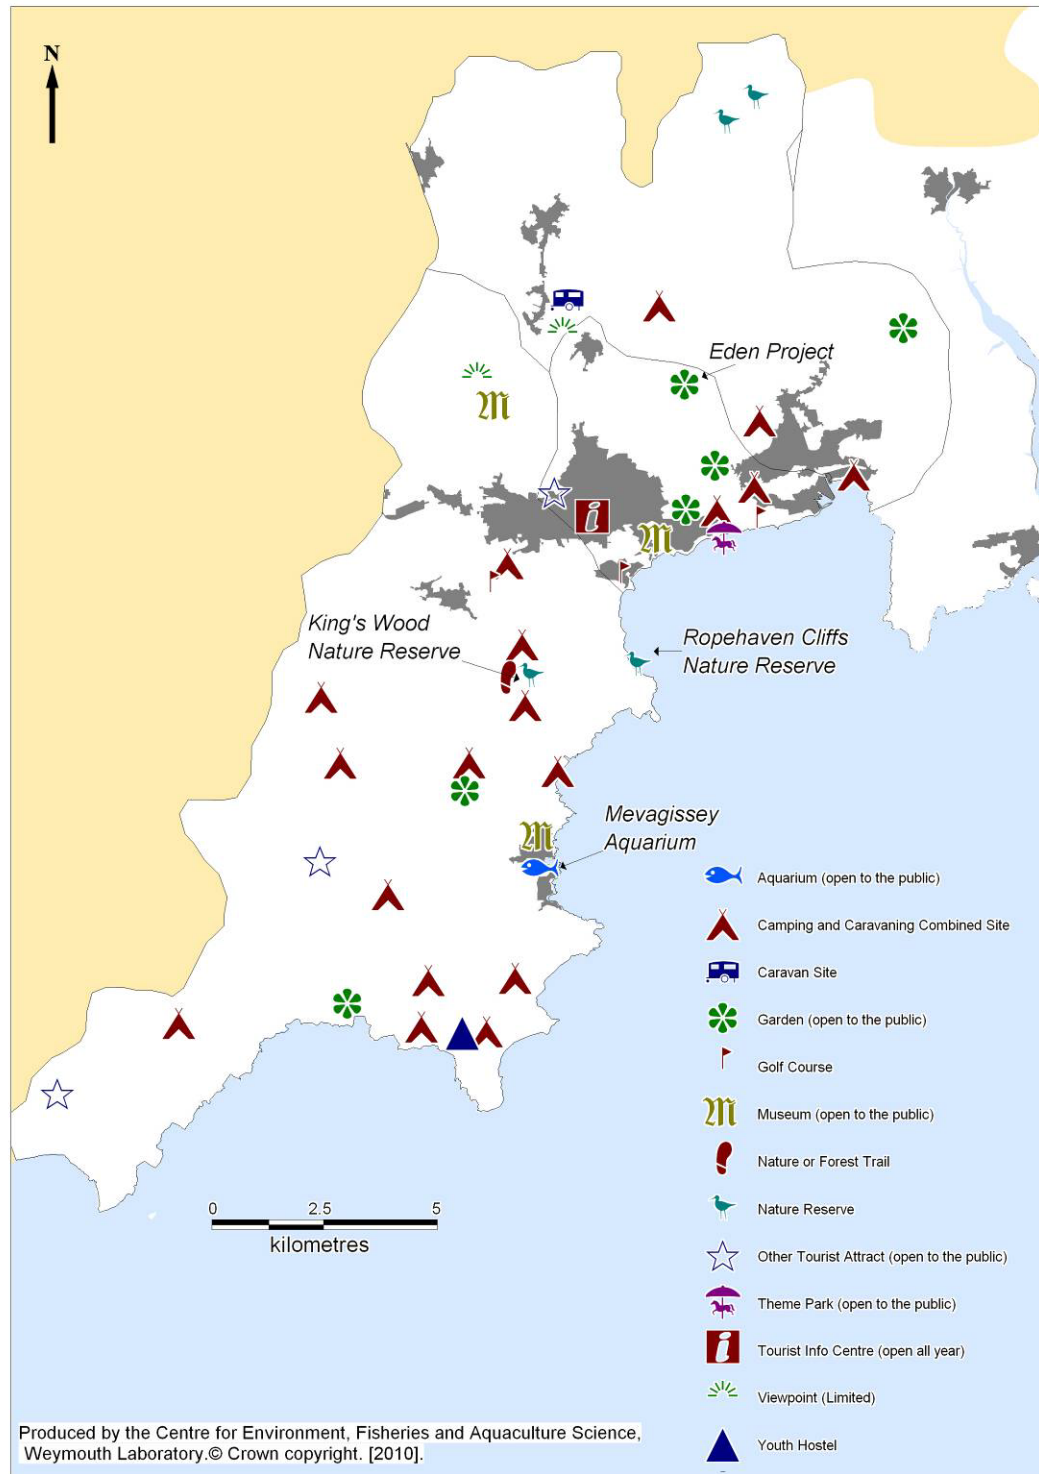 N
Eden Project
King's Wood
Nature Reserve
Ropehaven Cliffs
Nature Reserve
Mevagissey
Aquarium
Aquarium (open to the public)
Camping and Caravaning Combined Site
Caravan Site
Garden (open to the public)
Golf Course
Museum (open to the public)
Nature or Forest Trail
Nature Reserve
Other Tourist Attract (open to the public)
Theme Park (open to the public)
Tourist Info Centre (open all year)
Viewpoint (Limited)
Youth Hostel
0 2.5 5
kilometres
Produced by the Centre for Environment, Fisheries and Aquaculture Science,
Weymouth Laboratory.© Crown copyright. [2010].